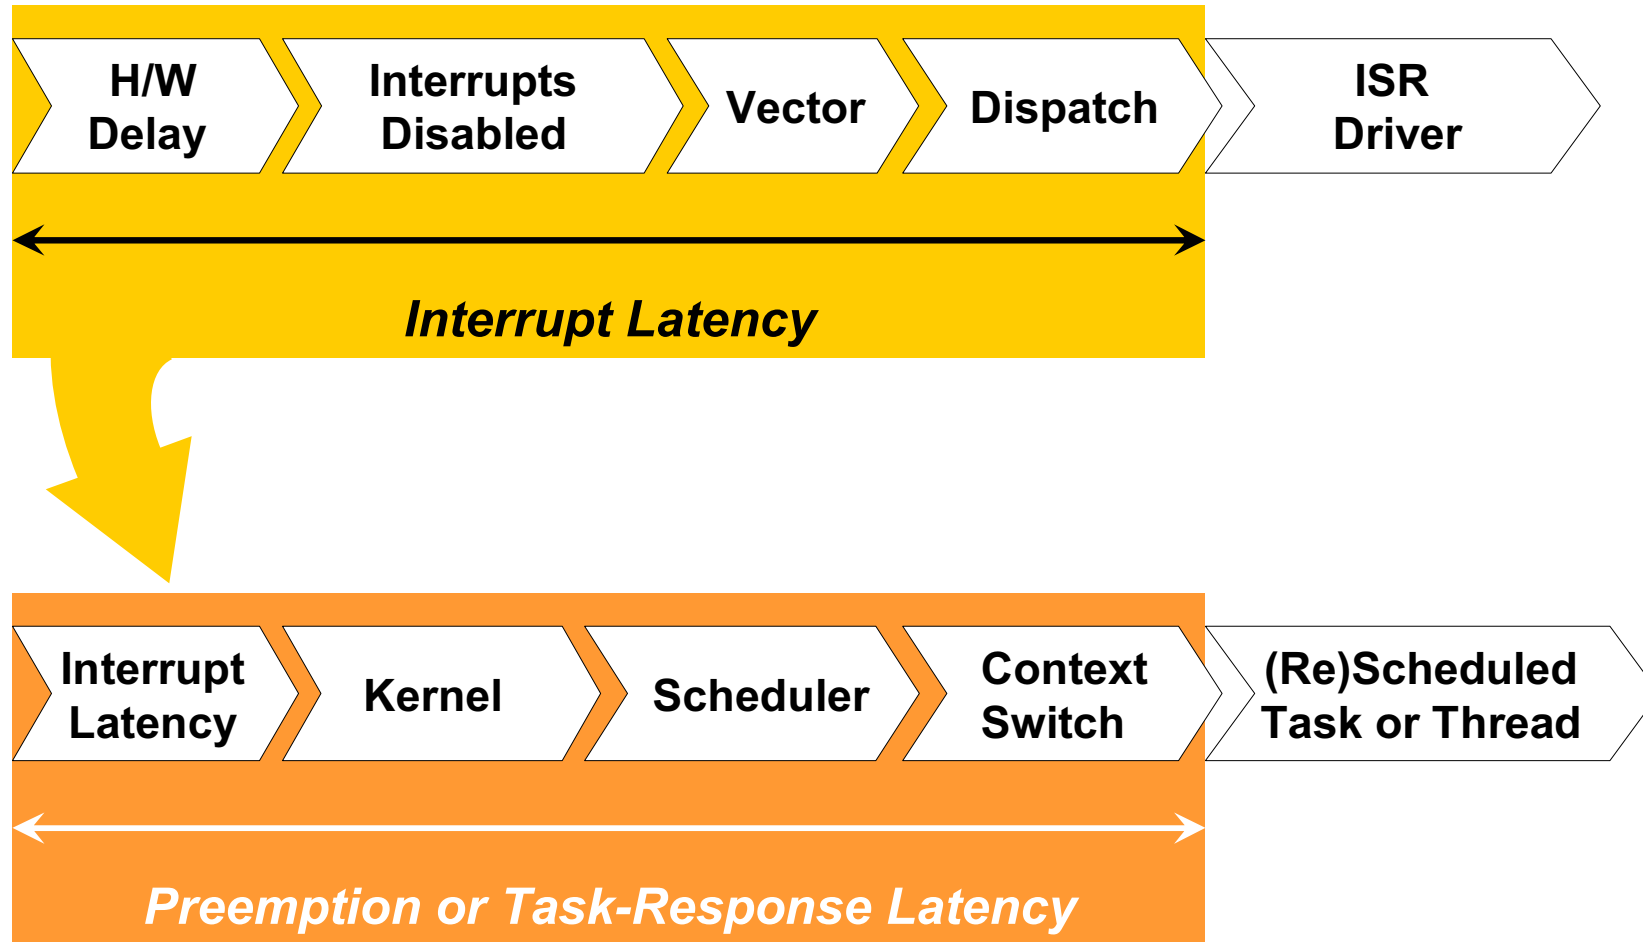 H/W
Delay
Interrupts
Disabled
Vector
Dispatch
ISR
Driver
Interrupt Latency
Interrupt
Latency
Kernel
Scheduler
Context
Switch
(Re)Scheduled
Task or Thread
Preemption or Task-Response Latency